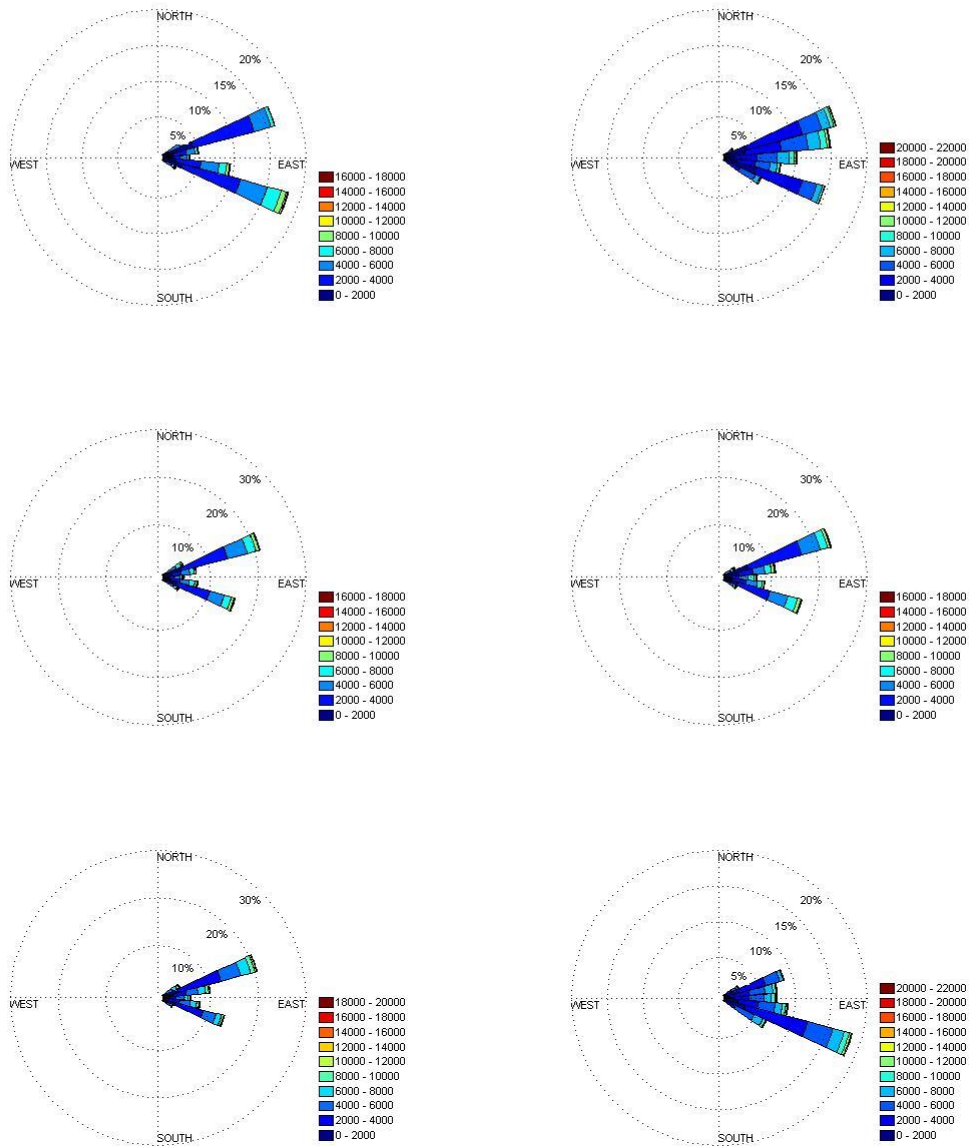 NORTH
20%
15%
10%
5%
WEST
EAST
SOUTH
16000 - 18000
14000 - 16000
12000 - 14000
10000 - 12000
8000 - 10000
6000 - 8000
4000 - 6000
2000 - 4000
0 - 2000
NORTH
20%
15%
10%
5%
WEST
EAST
SOUTH
20000 - 22000
18000 - 20000
16000 - 18000
14000 - 16000
12000 - 14000
10000 - 12000
8000 - 10000
6000 - 8000
4000 - 6000
2000 - 4000
0 - 2000
NORTH
30%
20%
10%
WEST
EAST
SOUTH
16000 - 18000
14000 - 16000
12000 - 14000
10000 - 12000
8000 - 10000
6000 - 8000
4000 - 6000
2000 - 4000
0 - 2000
NORTH
30%
20%
10%
WEST
EAST
SOUTH
16000 - 18000
14000 - 16000
12000 - 14000
10000 - 12000
8000 - 10000
6000 - 8000
4000 - 6000
2000 - 4000
0 - 2000
NORTH
30%
20%
10%
WEST
EAST
SOUTH
18000 - 20000
16000 - 18000
14000 - 16000
12000 - 14000
10000 - 12000
8000 - 10000
6000 - 8000
4000 - 6000
2000 - 4000
0 - 2000
NORTH
20%
15%
10%
5%
WEST
EAST
SOUTH
20000 - 22000
18000 - 20000
16000 - 18000
14000 - 16000
12000 - 14000
10000 - 12000
8000 - 10000
6000 - 8000
4000 - 6000
2000 - 4000
0 - 2000